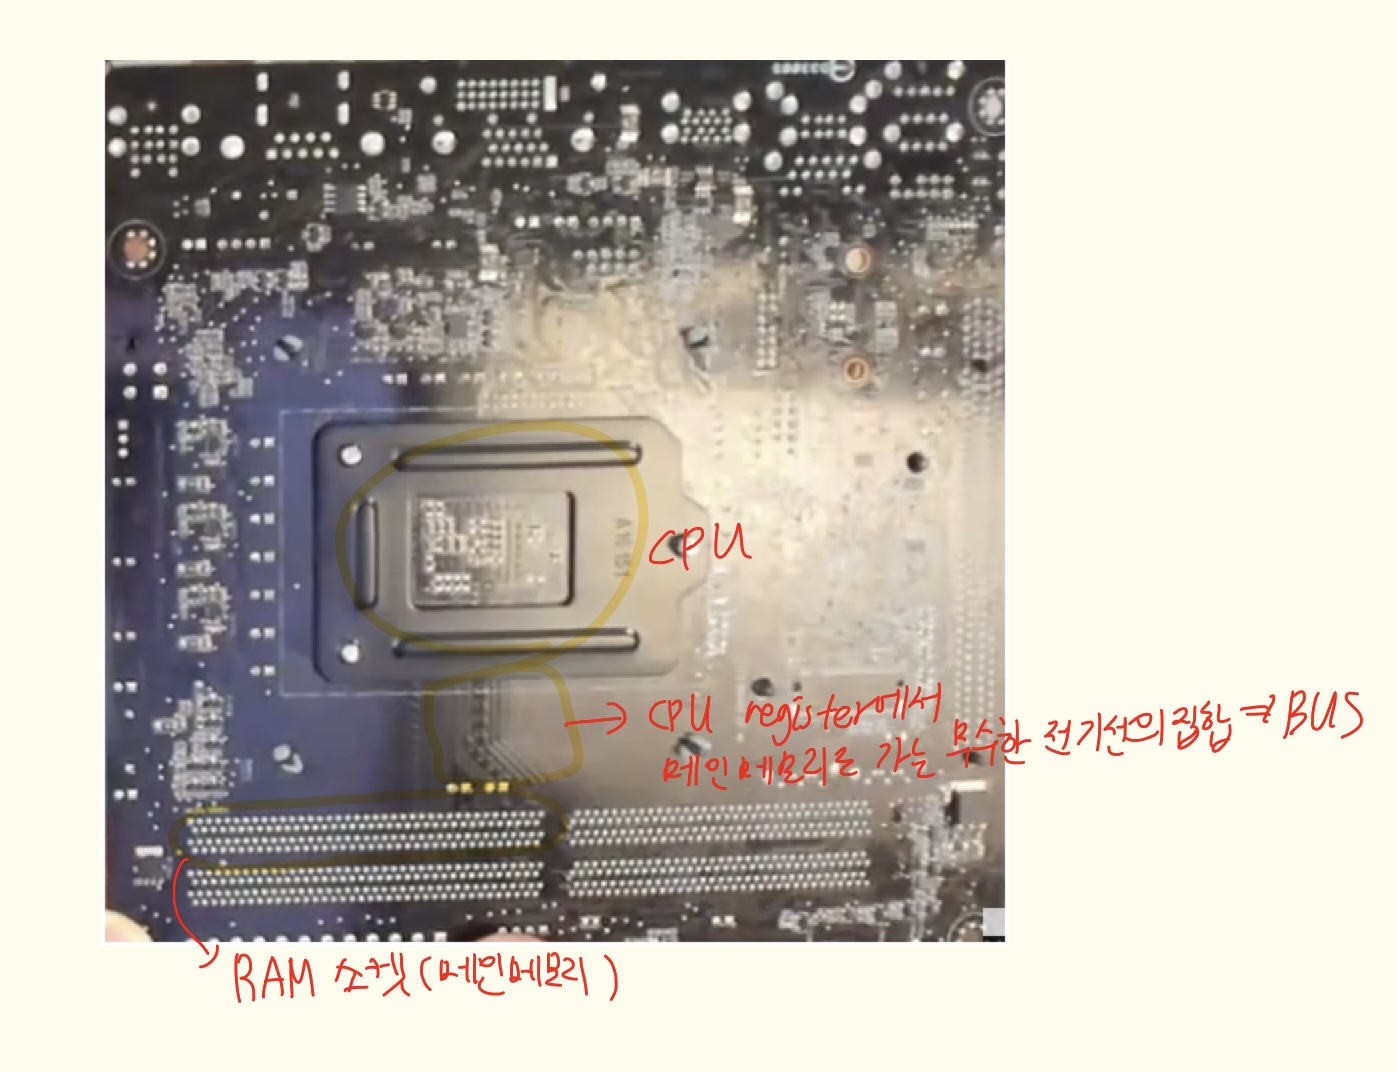 A1L151
CPU
CPU register에서
메인메모리로 가는 무수한 전기선의 집합 ⇒ BUS
RAM 소켓 (메인메모리)